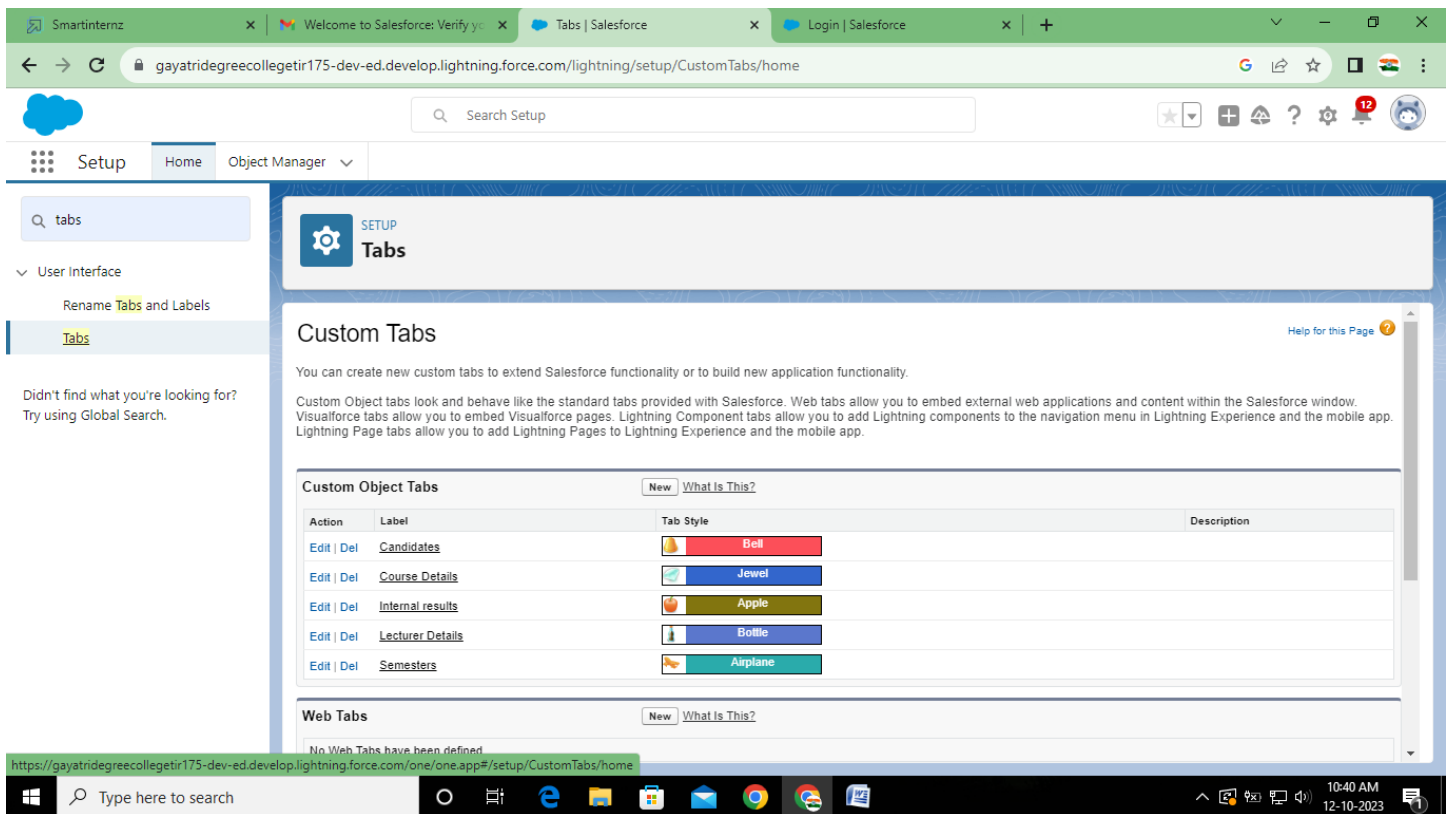 Smartinternz
Welcome to Salesforce: Verify yo
Tabs | Salesforce
Login | Salesforce
gayatridegreecollegetir175-dev-ed.develop.lightning.force.com/lightning/setup/CustomTabs/home
G
Search Setup
12
Setup
Home
Object Manager
tabs
User Interface
Rename Tabs and Labels
Tabs
Didn't find what you're looking for?
Try using Global Search.
SETUP
Tabs
Custom Tabs
Help for this Page ?
You can create new custom tabs to extend Salesforce functionality or to build new application functionality.
Custom Object tabs look and behave like the standard tabs provided with Salesforce. Web tabs allow you to embed external web applications and content within the Salesforce window.
Visualforce tabs allow you to embed Visualforce pages. Lightning Component tabs allow you to add Lightning components to the navigation menu in Lightning Experience and the mobile app.
Lightning Page tabs allow you to add Lightning Pages to Lightning Experience and the mobile app.
Custom Object Tabs New What Is This?
Action Label Tab Style Description
Edit | Del Candidates Bell
Edit | Del Course Details Jewel
Edit | Del Internal results Apple
Edit | Del Lecturer Details Bottle
Edit | Del Semesters Airplane
Web Tabs New What Is This?
No Web Tabs have been defined
https://gayatridegreecollegetir175-dev-ed.develop.lightning.force.com/one/one.app#/setup/CustomTabs/home
Type here to search
10:40 AM
12-10-2023
1